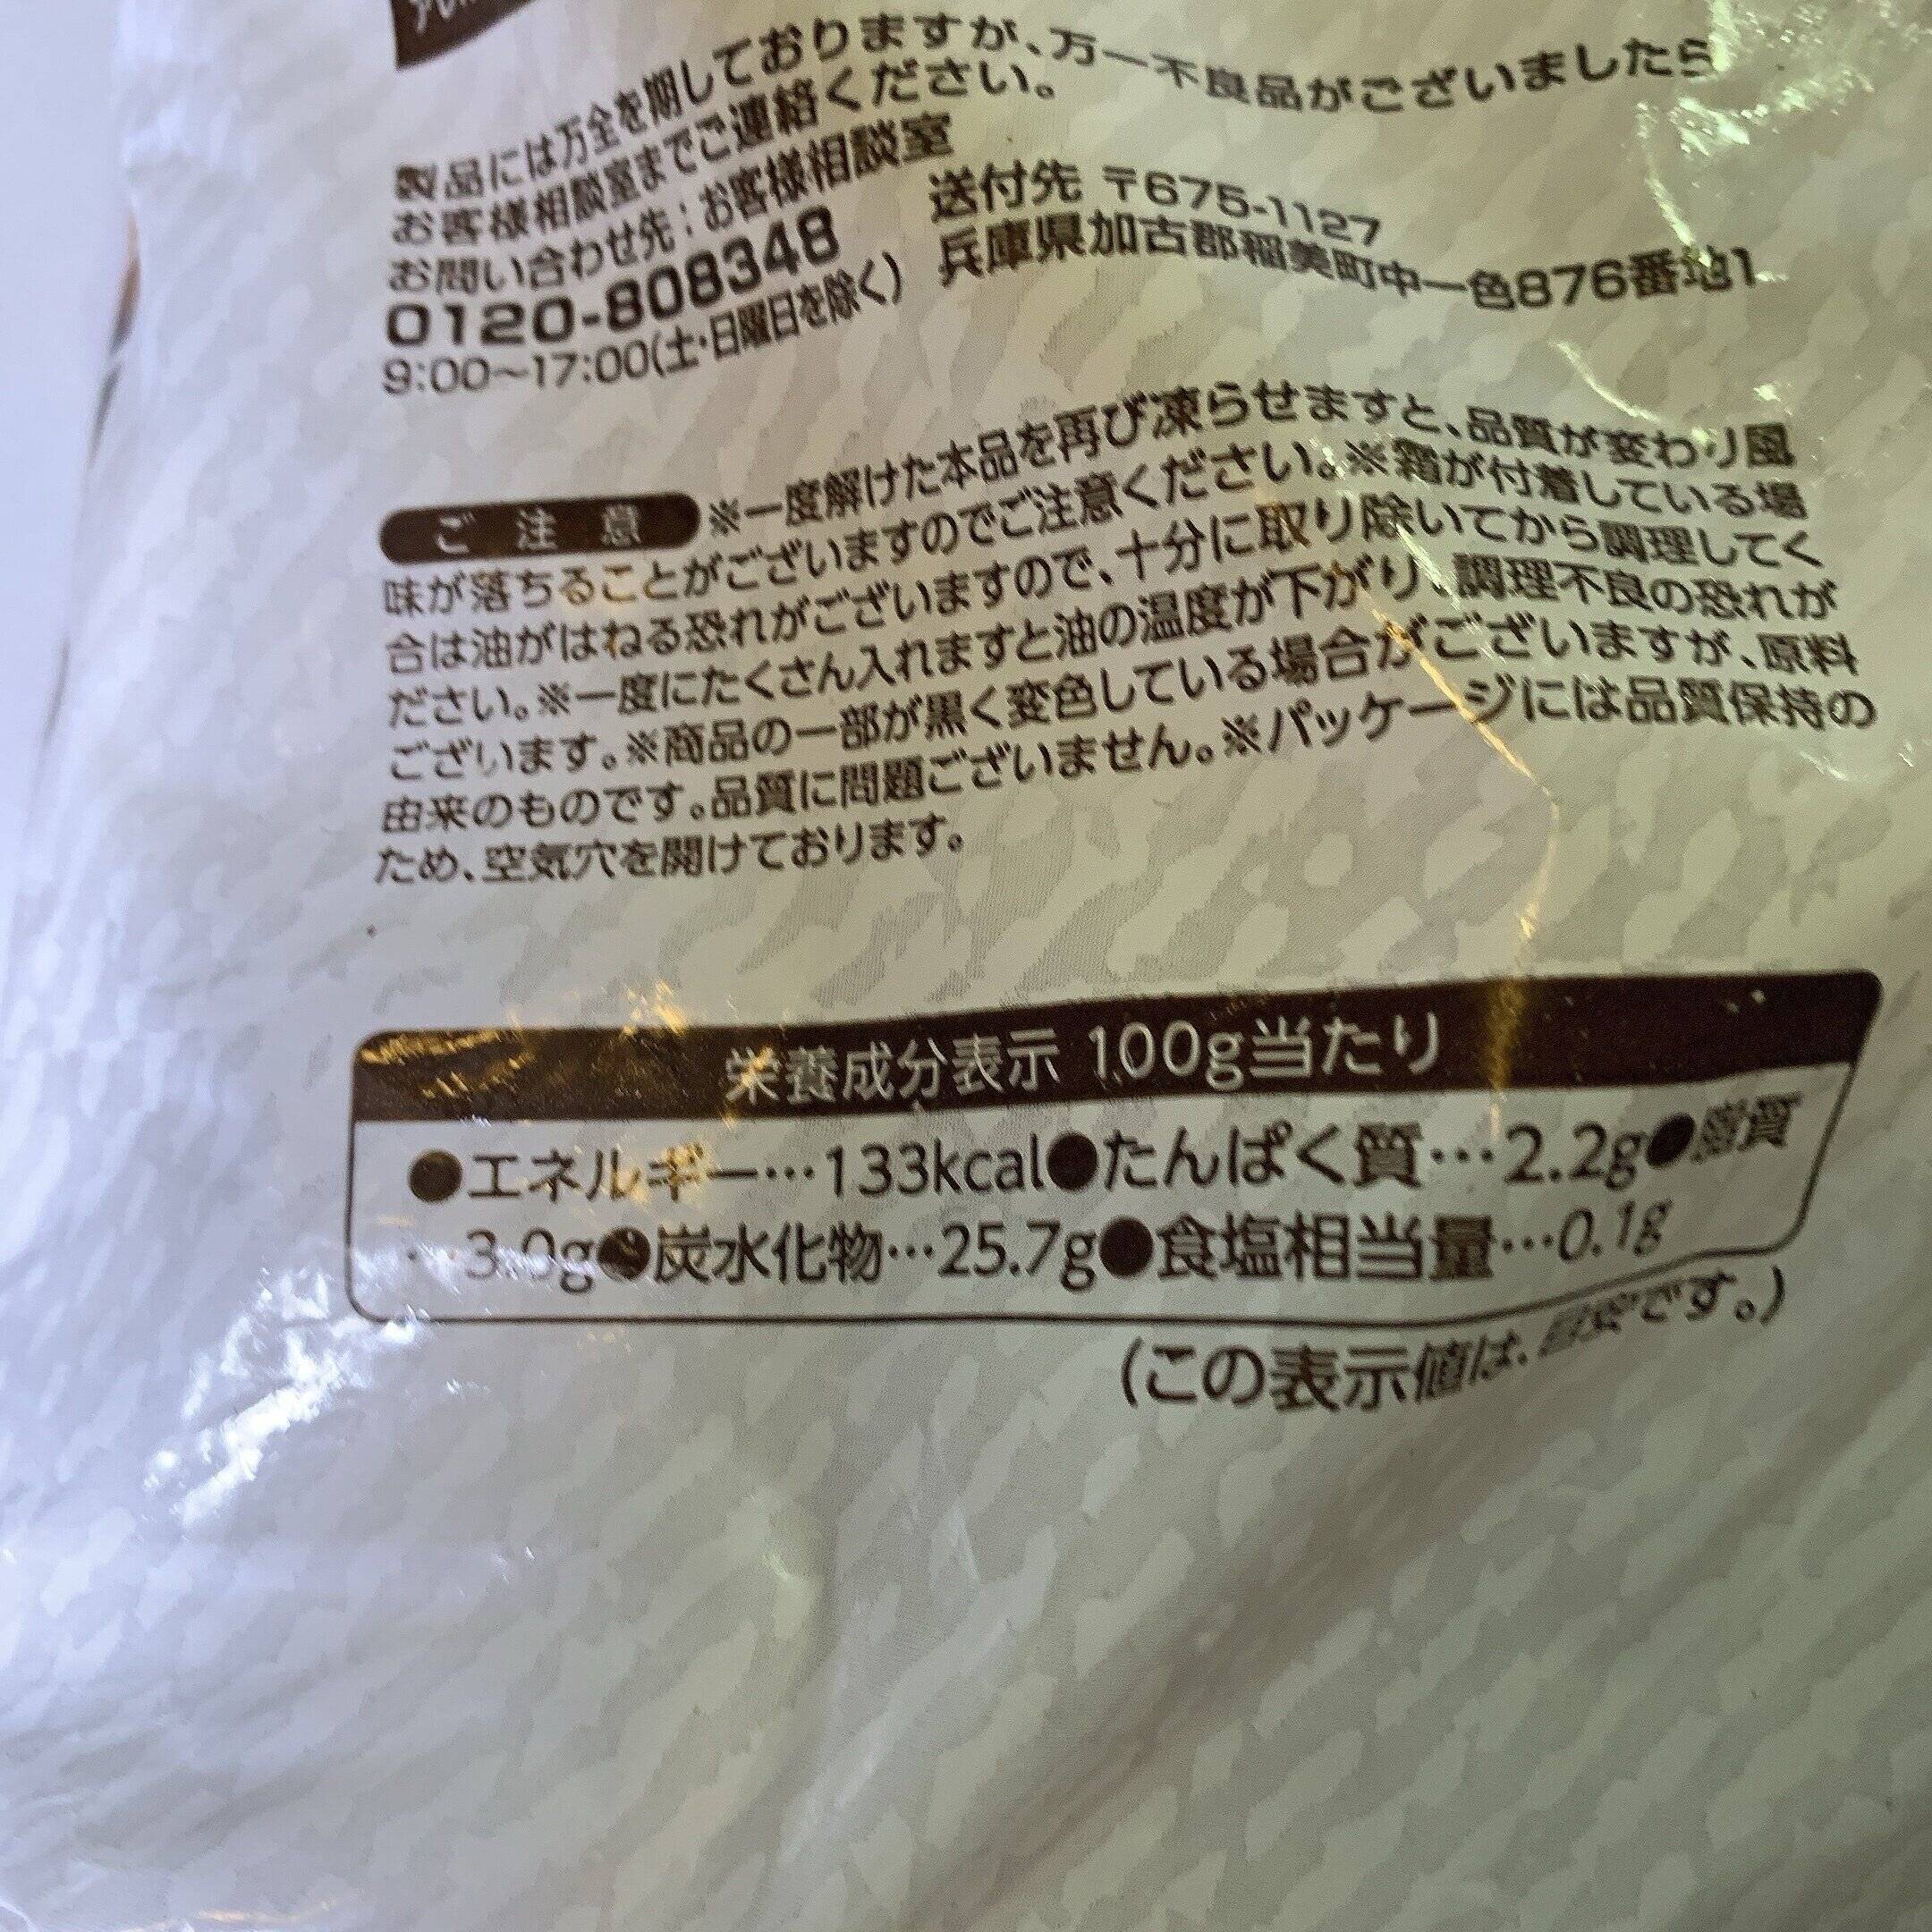 製品には万全を期しておりますが、万一不良品がございましたら
お客様相談室までご連絡ください。
お問い合わせ先：お客様相談室
0120-808348
9:00～17:00(土・日曜日を除く)
送付先 〒675-1127
兵庫県加古郡稲美町中一色876番地1
ご注意 ※一度解けた本品を再び凍らせますと、品質が変わり風
味が落ちることがございますのでご注意ください。※霜が付着している場
合は油がはねる恐れがございますので、十分に取り除いてから調理してく
ださい。※一度にたくさん入れますと油の温度が下がり、調理不良の恐れが
ございます。※商品の一部が黒く変色している場合がございますが、原料
由来のものです。品質に問題ございません。※パッケージには品質保持の
ため、空気穴を開けております。
栄養成分表示 100g当たり
●エネルギー…133kcal●たんぱく質…2.2g●脂質
…3.0g●炭水化物…25.7g●食塩相当量…0.1g
(この表示値は、目安です。)